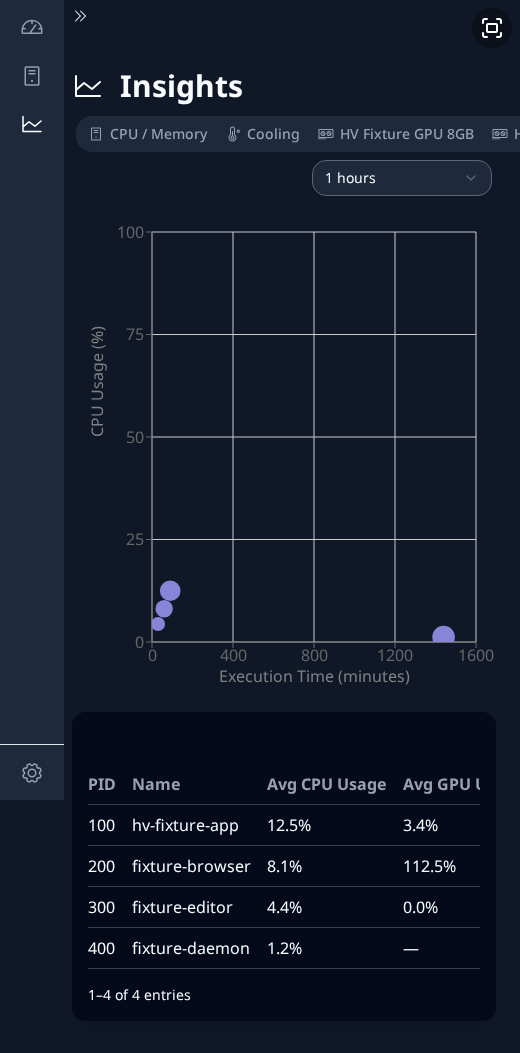 Insights
CPU / Memory Cooling HV Fixture GPU 8GB H
1 hours
100
75
50
25
0
CPU Usage (%)
0 400 800 1200 1600
Execution Time (minutes)
PID Name Avg CPU Usage Avg GPU U
100 hv-fixture-app 12.5% 3.4%
200 fixture-browser 8.1% 112.5%
300 fixture-editor 4.4% 0.0%
400 fixture-daemon 1.2% —
1–4 of 4 entries